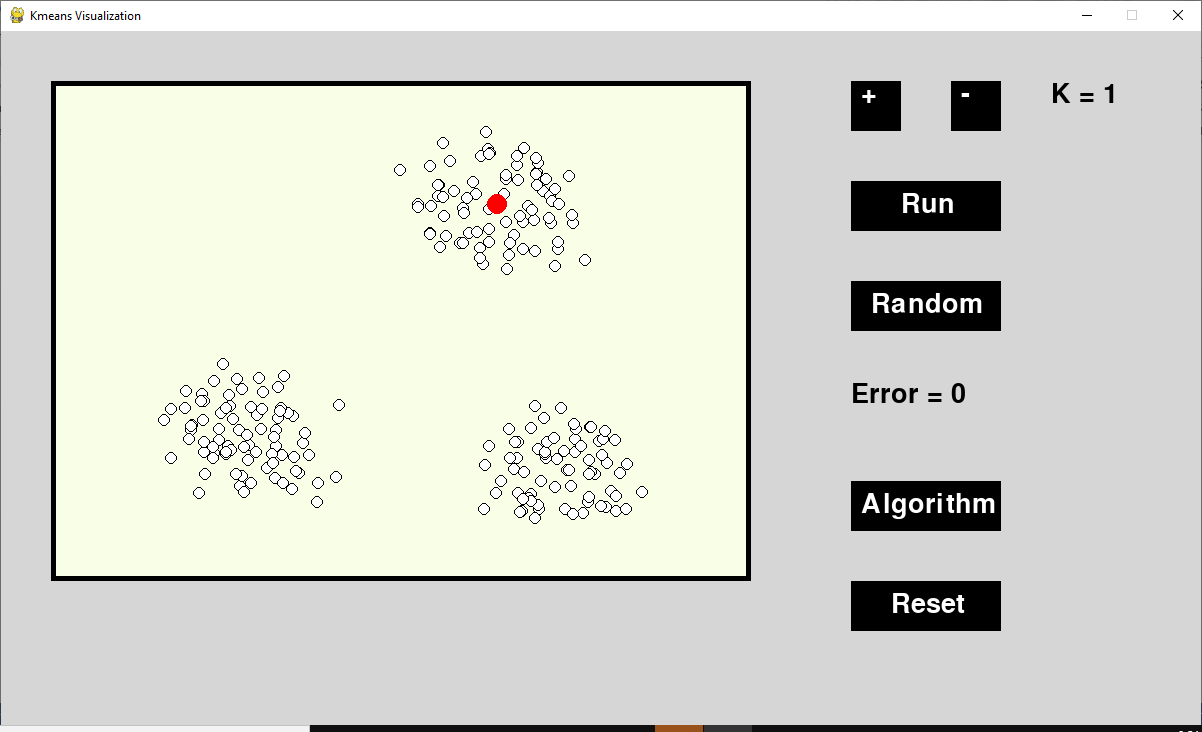 Kmeans Visualization
+ - K = 1
Run
Random
Error = 0
Algorithm
Reset